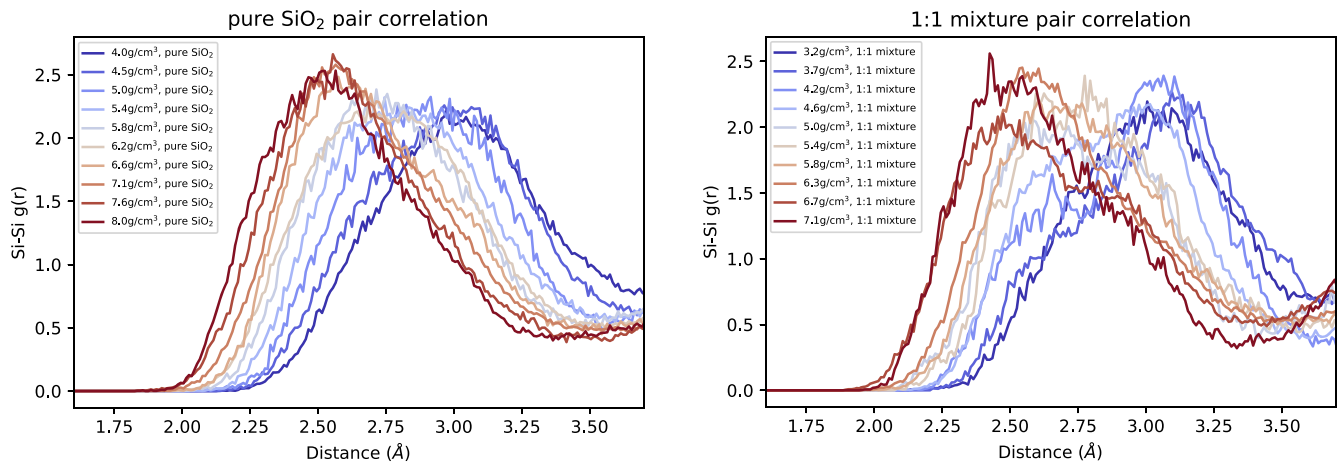 pure SiO₂ pair correlation
4.0g/cm³, pure SiO₂
4.5g/cm³, pure SiO₂
5.0g/cm³, pure SiO₂
5.4g/cm³, pure SiO₂
5.8g/cm³, pure SiO₂
6.2g/cm³, pure SiO₂
6.6g/cm³, pure SiO₂
7.1g/cm³, pure SiO₂
7.6g/cm³, pure SiO₂
8.0g/cm³, pure SiO₂
Si-Si g(r)
2.5
2.0
1.5
1.0
0.5
0.0
1.75 2.00 2.25 2.50 2.75 3.00 3.25 3.50
Distance (Å)
1:1 mixture pair correlation
3.2g/cm³, 1:1 mixture
3.7g/cm³, 1:1 mixture
4.2g/cm³, 1:1 mixture
4.6g/cm³, 1:1 mixture
5.0g/cm³, 1:1 mixture
5.4g/cm³, 1:1 mixture
5.8g/cm³, 1:1 mixture
6.3g/cm³, 1:1 mixture
6.7g/cm³, 1:1 mixture
7.1g/cm³, 1:1 mixture
Si-Si g(r)
2.5
2.0
1.5
1.0
0.5
0.0
1.75 2.00 2.25 2.50 2.75 3.00 3.25 3.50
Distance (Å)